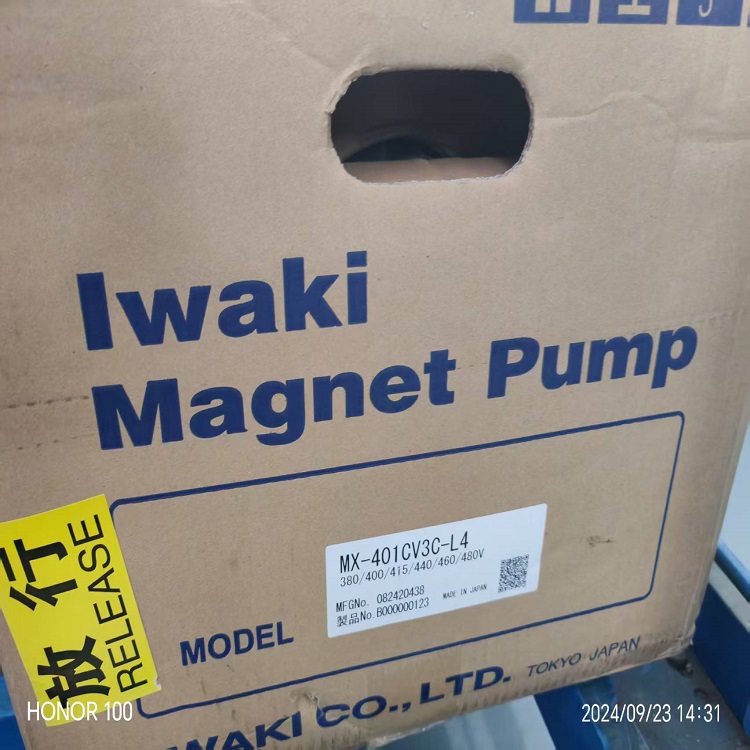 Iwaki
Magnet Pump
MX-401CV3C-L4
380/400/415/440/460/480V
MFGNo. 082420438 MADE IN JAPAN
製品No.B000000123
MODEL
放行
RELEASE
IWAKI CO.,LTD. TOKYO JAPAN
HONOR 100
2024/09/23 14:31